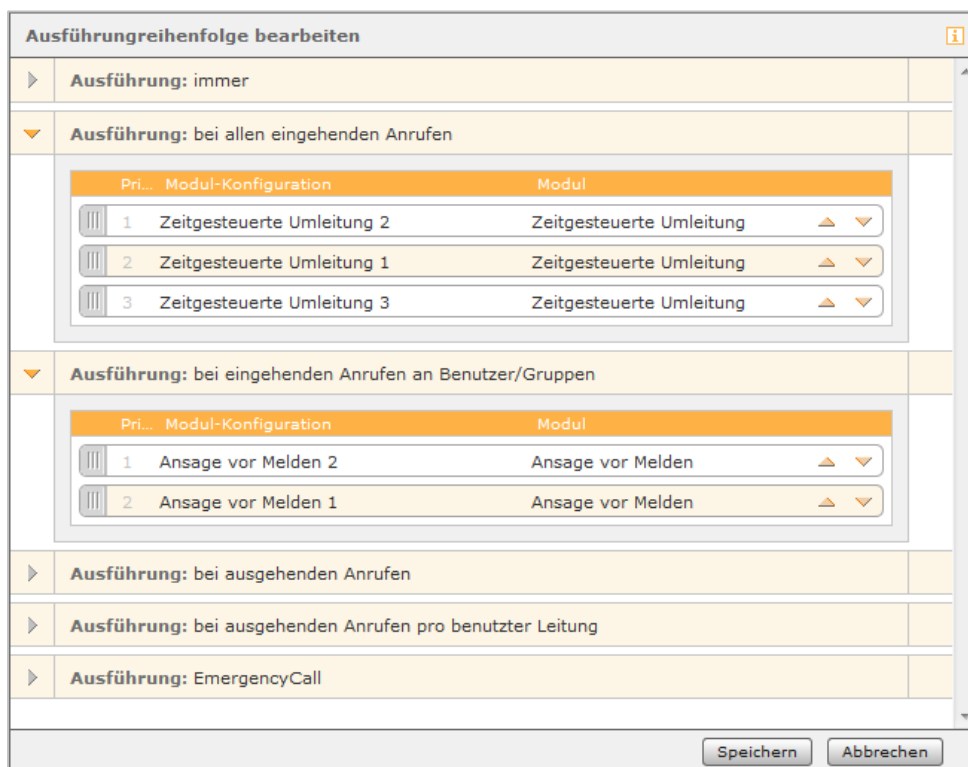 Ausführungreihenfolge bearbeiten
Ausführung: immer
Ausführung: bei allen eingehenden Anrufen
Pri... Modul-Konfiguration Modul
1 Zeitgesteuerte Umleitung 2 Zeitgesteuerte Umleitung
2 Zeitgesteuerte Umleitung 1 Zeitgesteuerte Umleitung
3 Zeitgesteuerte Umleitung 3 Zeitgesteuerte Umleitung
Ausführung: bei eingehenden Anrufen an Benutzer/Gruppen
Pri... Modul-Konfiguration Modul
1 Ansage vor Melden 2 Ansage vor Melden
2 Ansage vor Melden 1 Ansage vor Melden
Ausführung: bei ausgehenden Anrufen
Ausführung: bei ausgehenden Anrufen pro benutzter Leitung
Ausführung: EmergencyCall
Speichern Abbrechen